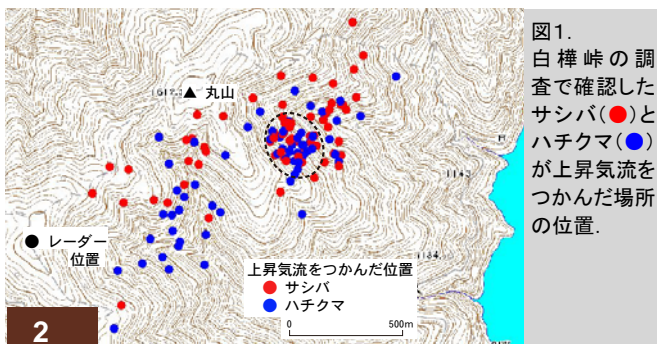 1617.2
▲ 丸山
● レーダー
位置
上昇気流をつかんだ位置
● サシバ
● ハチクマ
0 500m
2
図1.
白樺峠の調
査で確認した
サシバ(●)と
ハチクマ(●)
が上昇気流を
つかんだ場所
の位置.